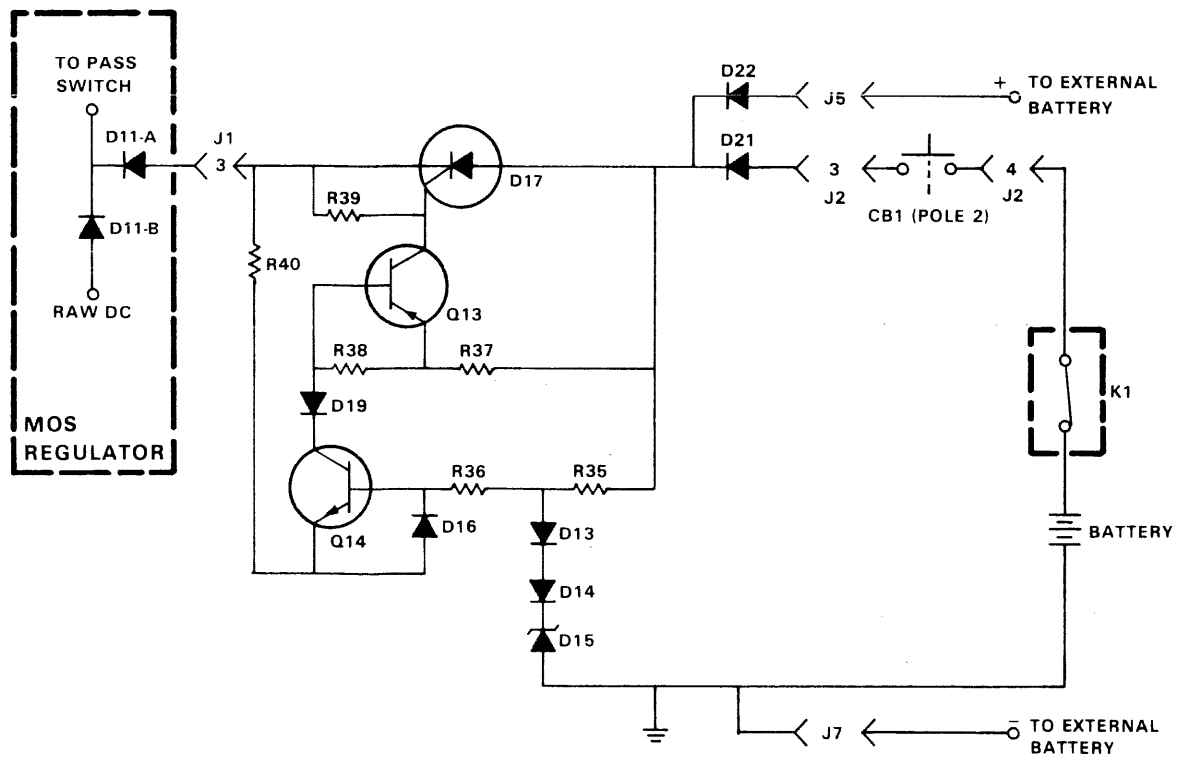 TO PASS
SWITCH
D11-A
J1
3
D11-B
RAW DC
MOS
REGULATOR
D22
J5
+ TO EXTERNAL
BATTERY
D21
3
J2
4
J2
CB1 (POLE 2)
D17
R39
R40
Q13
R38
R37
D19
K1
R36
R35
Q14
D16
D13
D14
D15
BATTERY
J7
− TO EXTERNAL
BATTERY